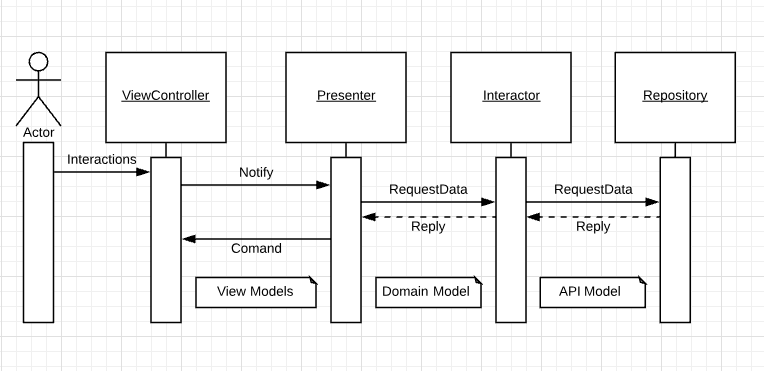 ViewController
Presenter
Interactor
Repository
Actor
Interactions
Notify
RequestData
RequestData
Reply
Reply
Comand
View Models
Domain Model
API Model